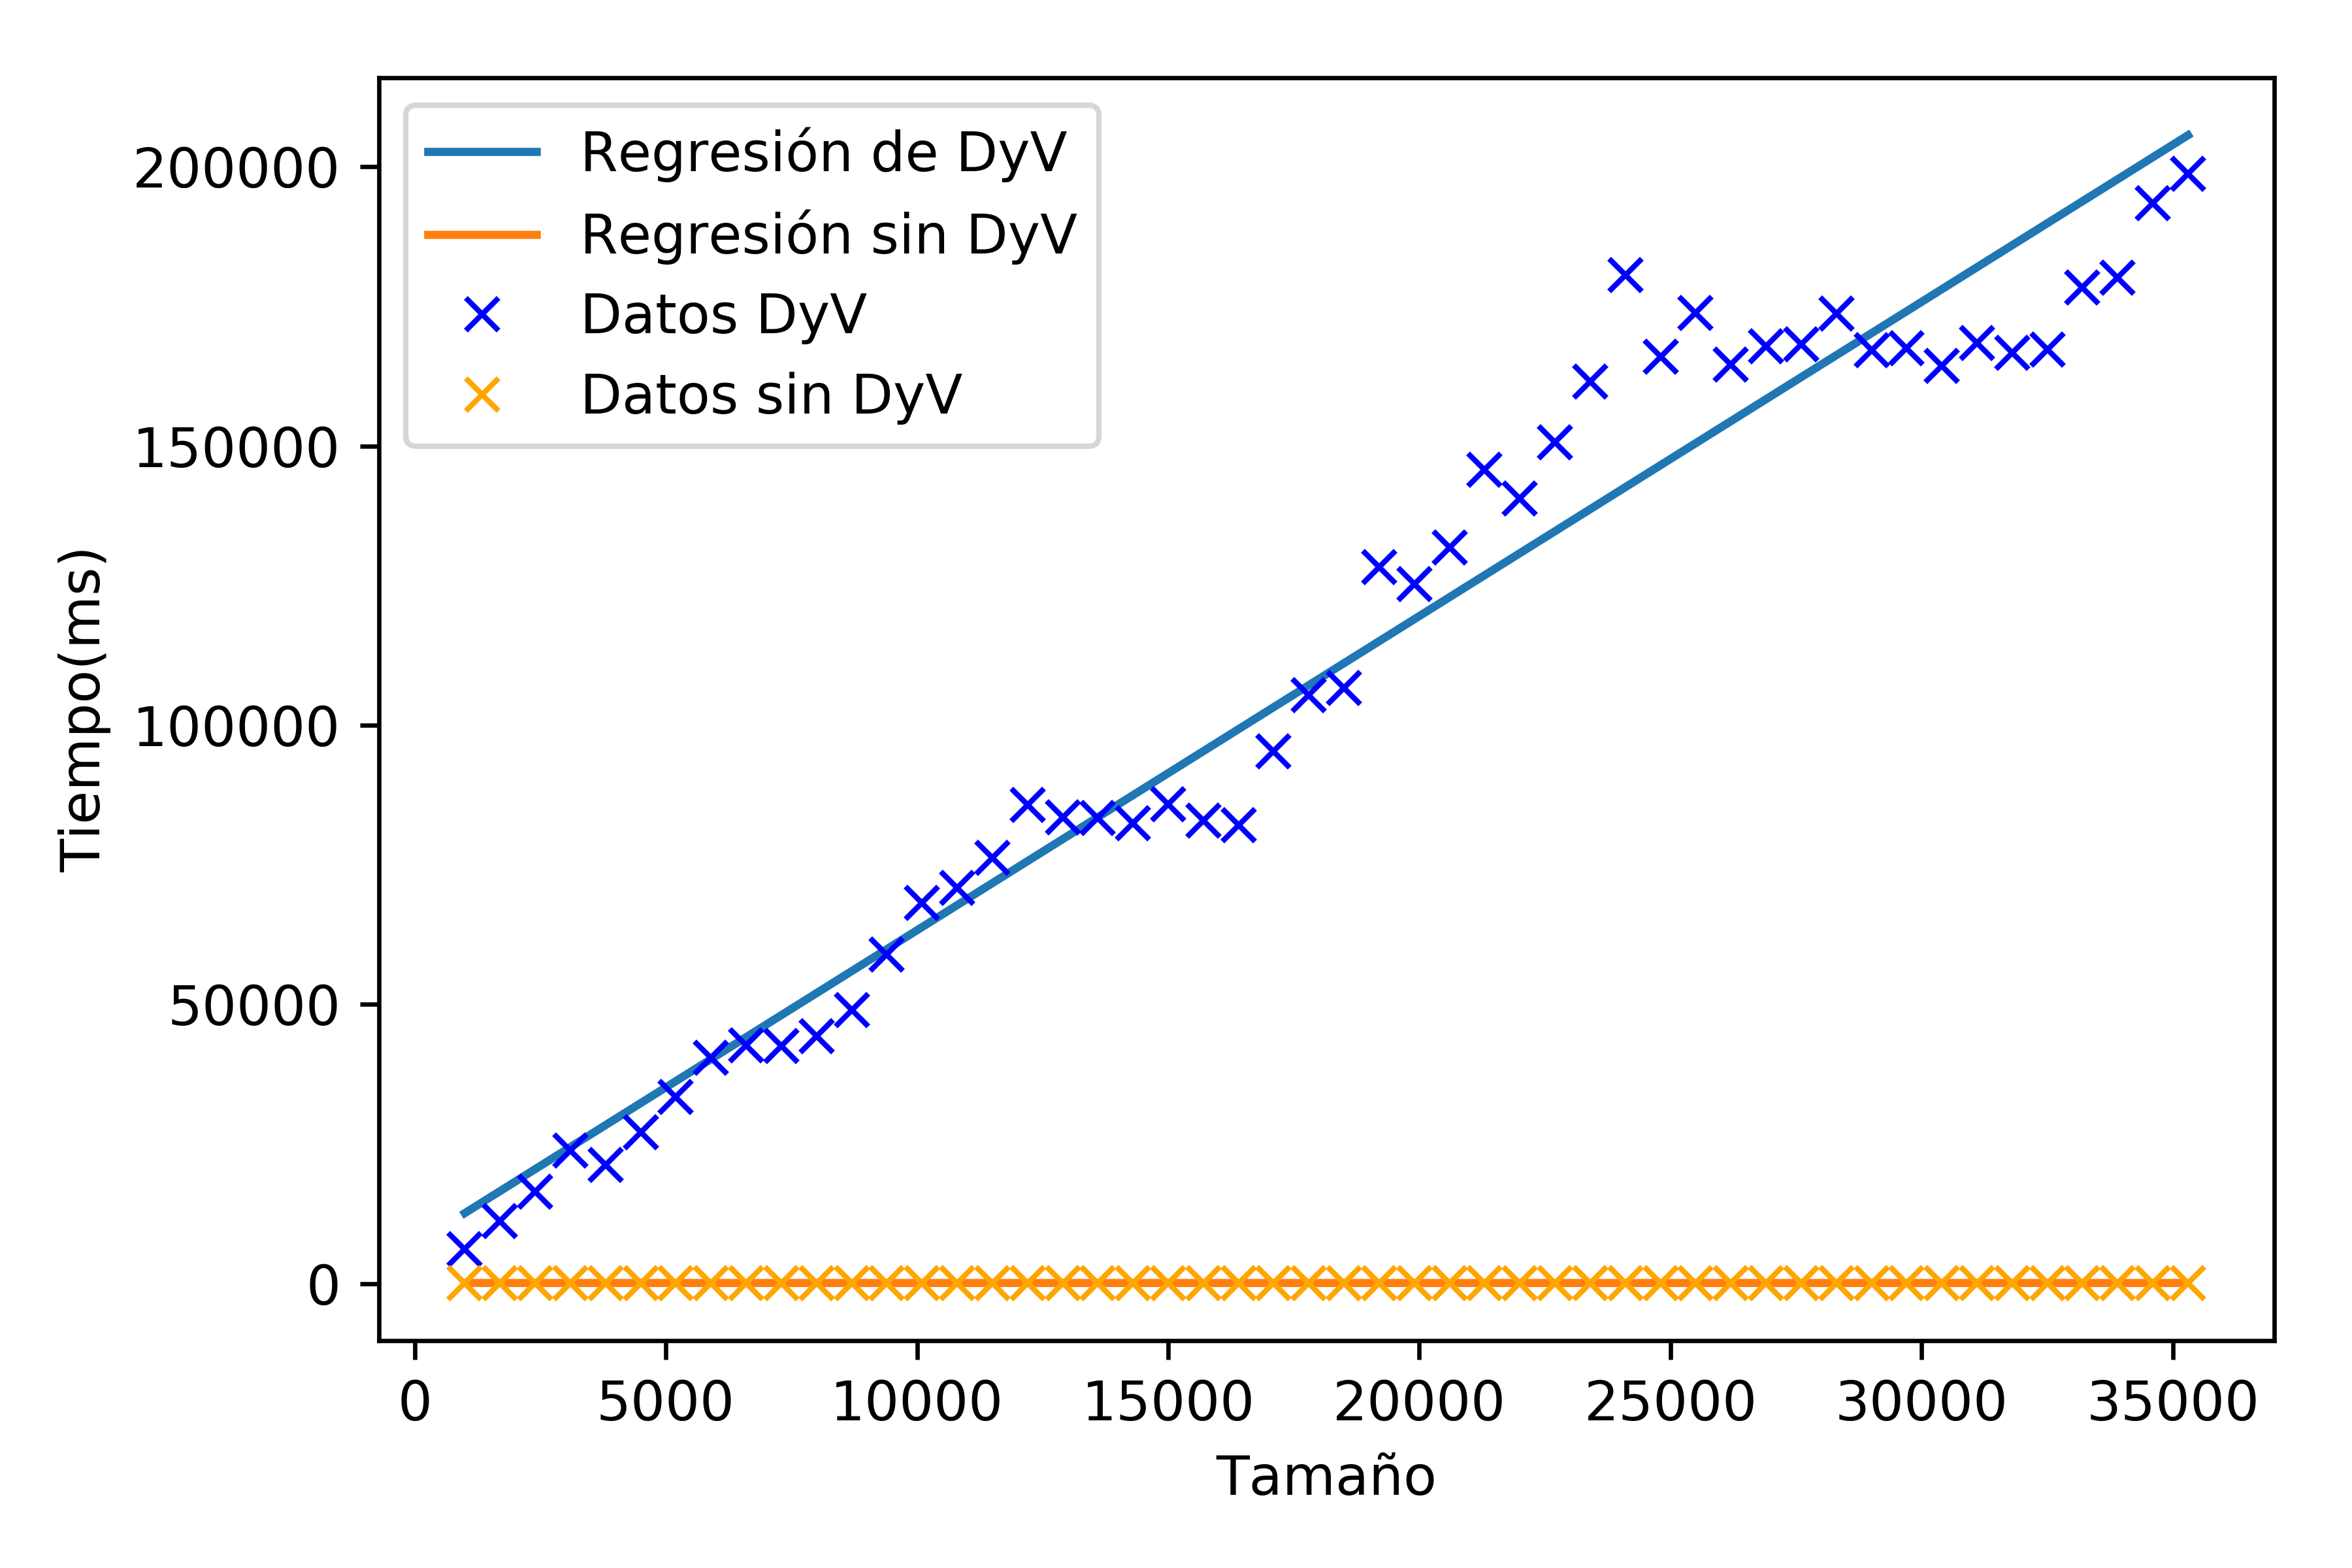 Regresión de DyV
Regresión sin DyV
Datos DyV
Datos sin DyV
200000
150000
100000
50000
0
Tiempo(ms)
0 5000 10000 15000 20000 25000 30000 35000
Tamaño